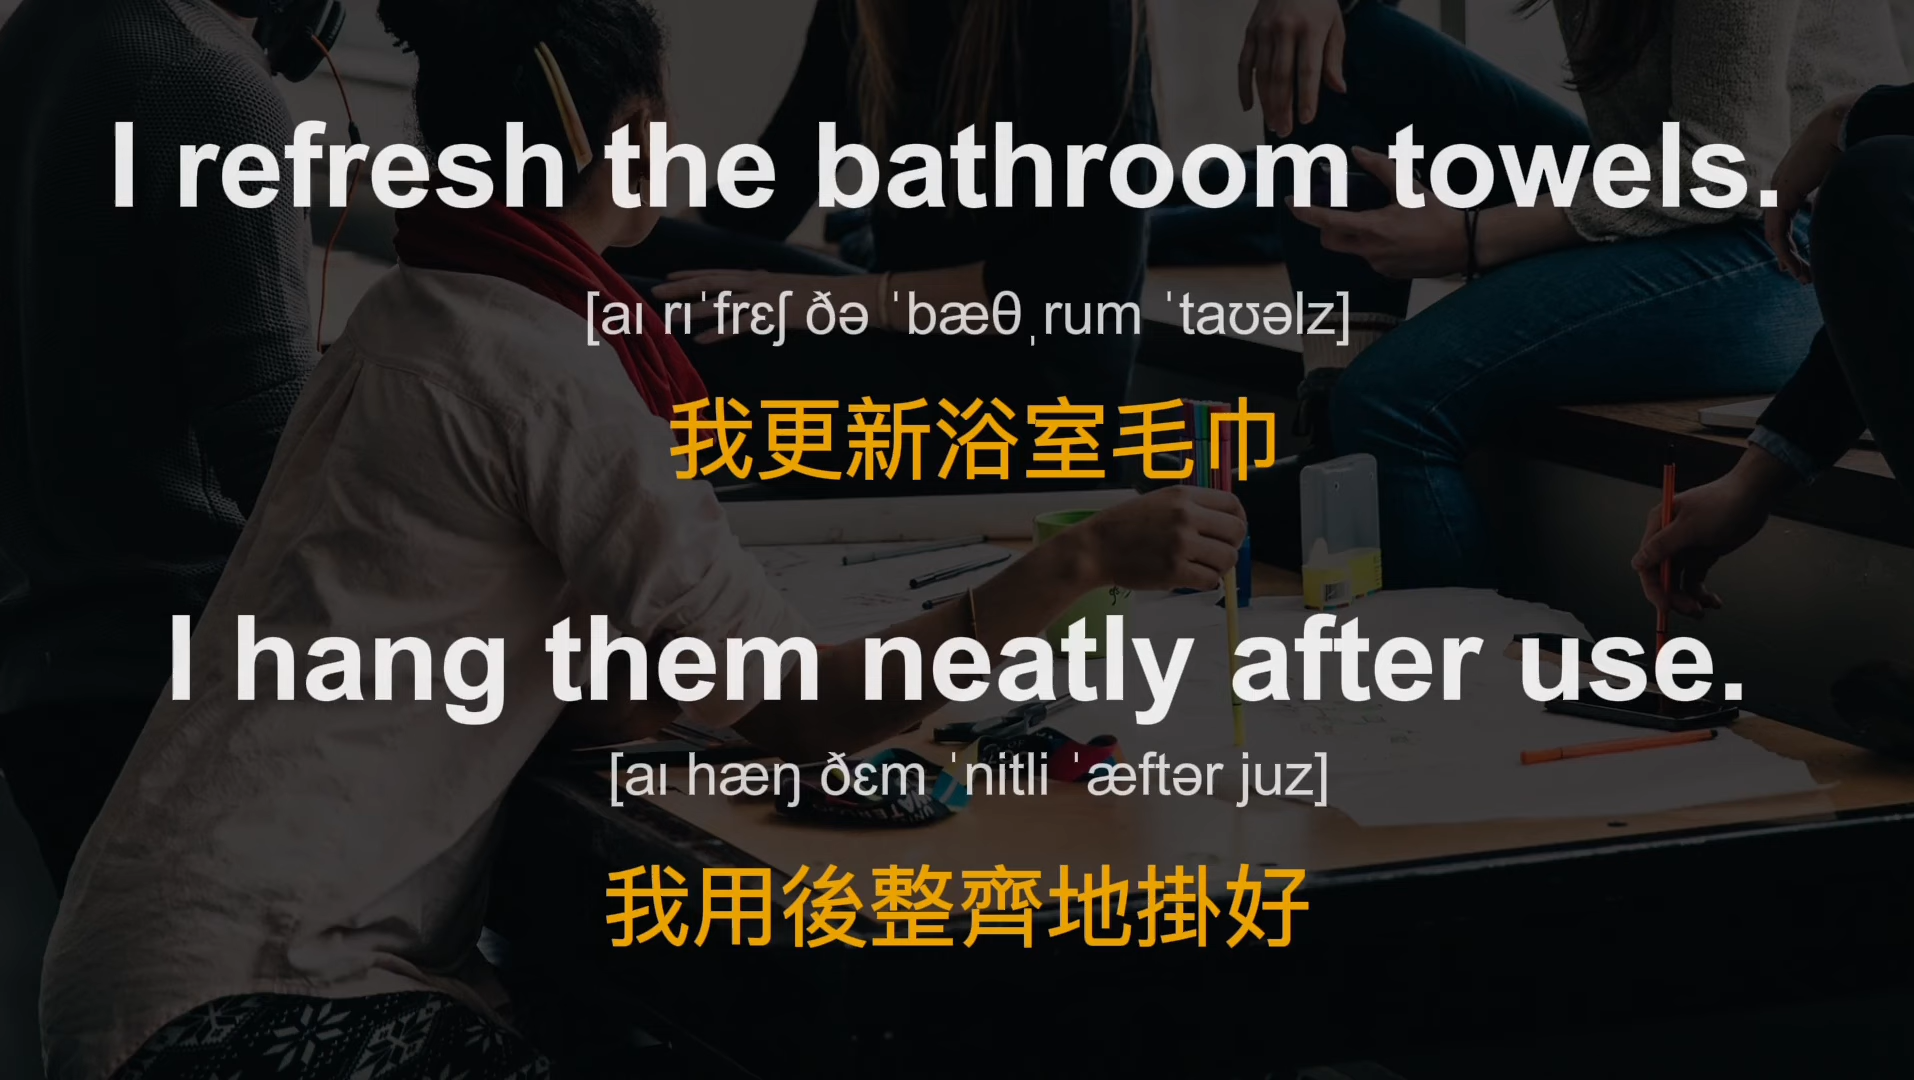 I refresh the bathroom towels.
[aɪ rɪˈfrɛʃ ðə ˈbæθˌrum ˈtaʊəlz]
我更新浴室毛巾
I hang them neatly after use.
[aɪ hæŋ ðɛm ˈnitli ˈæftər juz]
我用後整齊地掛好